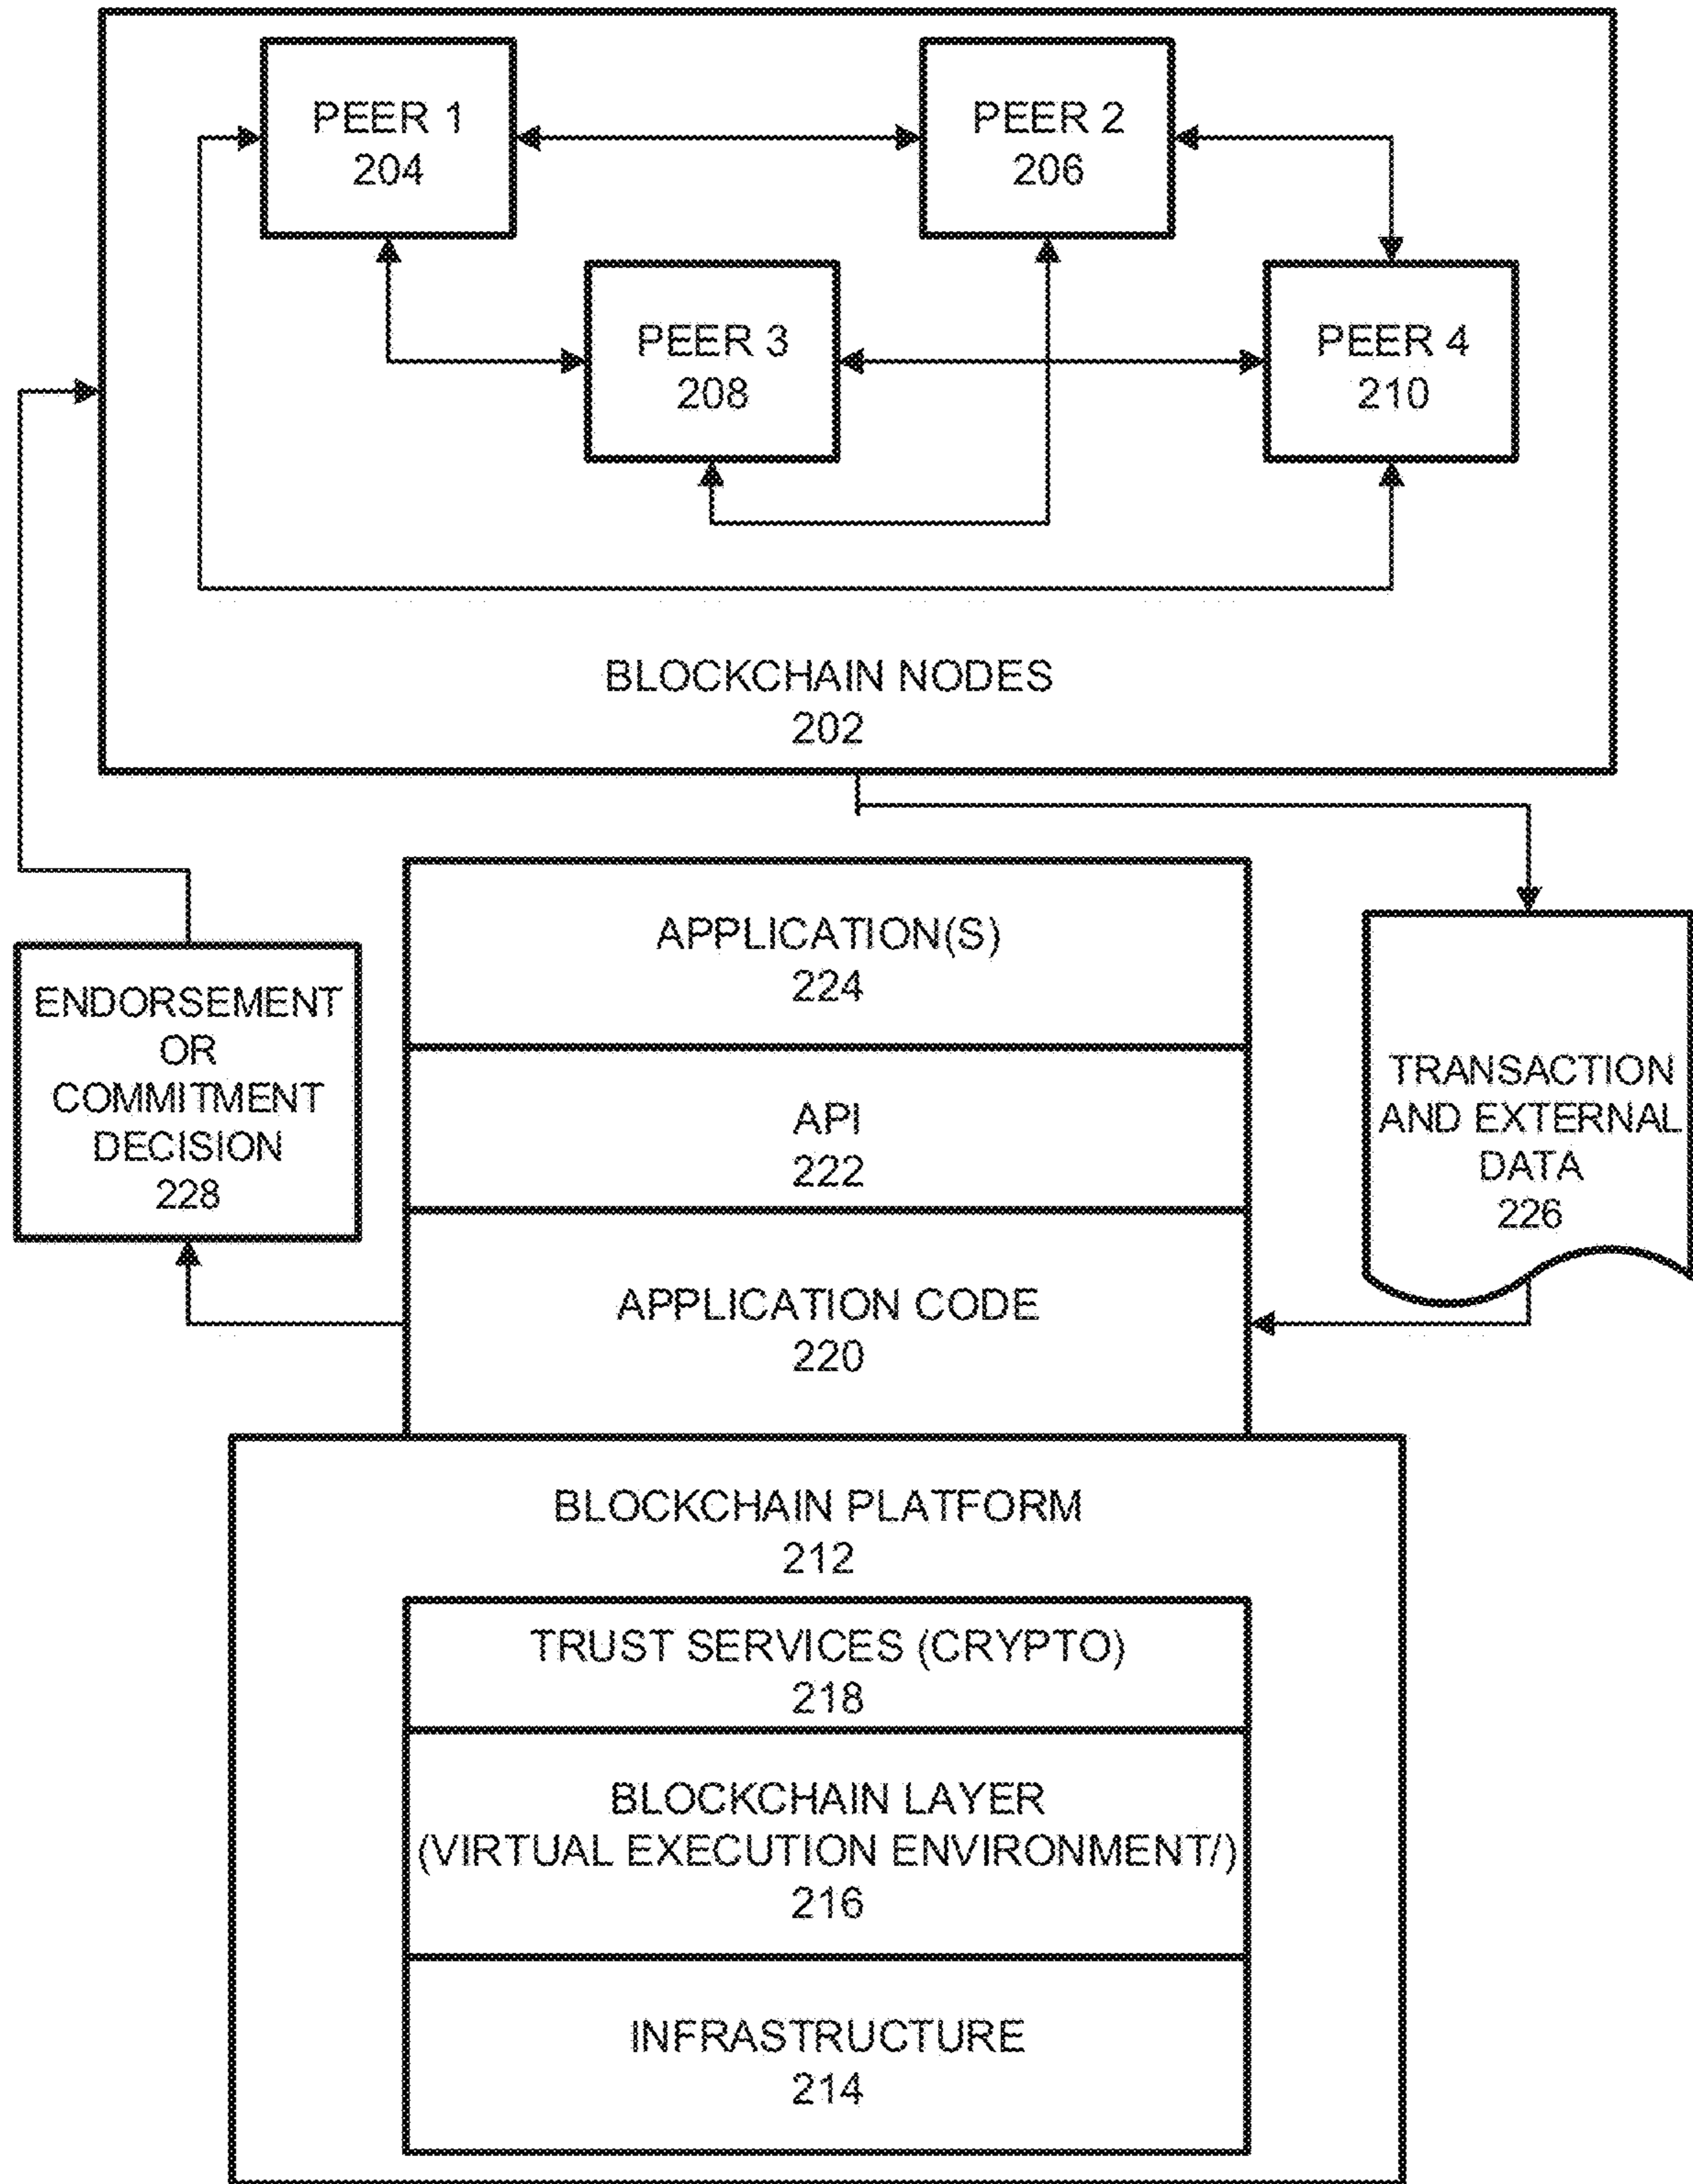 PEER 1
204
PEER 2
206
PEER 3
208
PEER 4
210
BLOCKCHAIN NODES
202
APPLICATION(S)
224
API
222
APPLICATION CODE
220
ENDORSEMENT
OR
COMMITMENT
DECISION
228
TRANSACTION
AND EXTERNAL
DATA
226
BLOCKCHAIN PLATFORM
212
TRUST SERVICES (CRYPTO)
218
BLOCKCHAIN LAYER
(VIRTUAL EXECUTION ENVIRONMENT/)
216
INFRASTRUCTURE
214